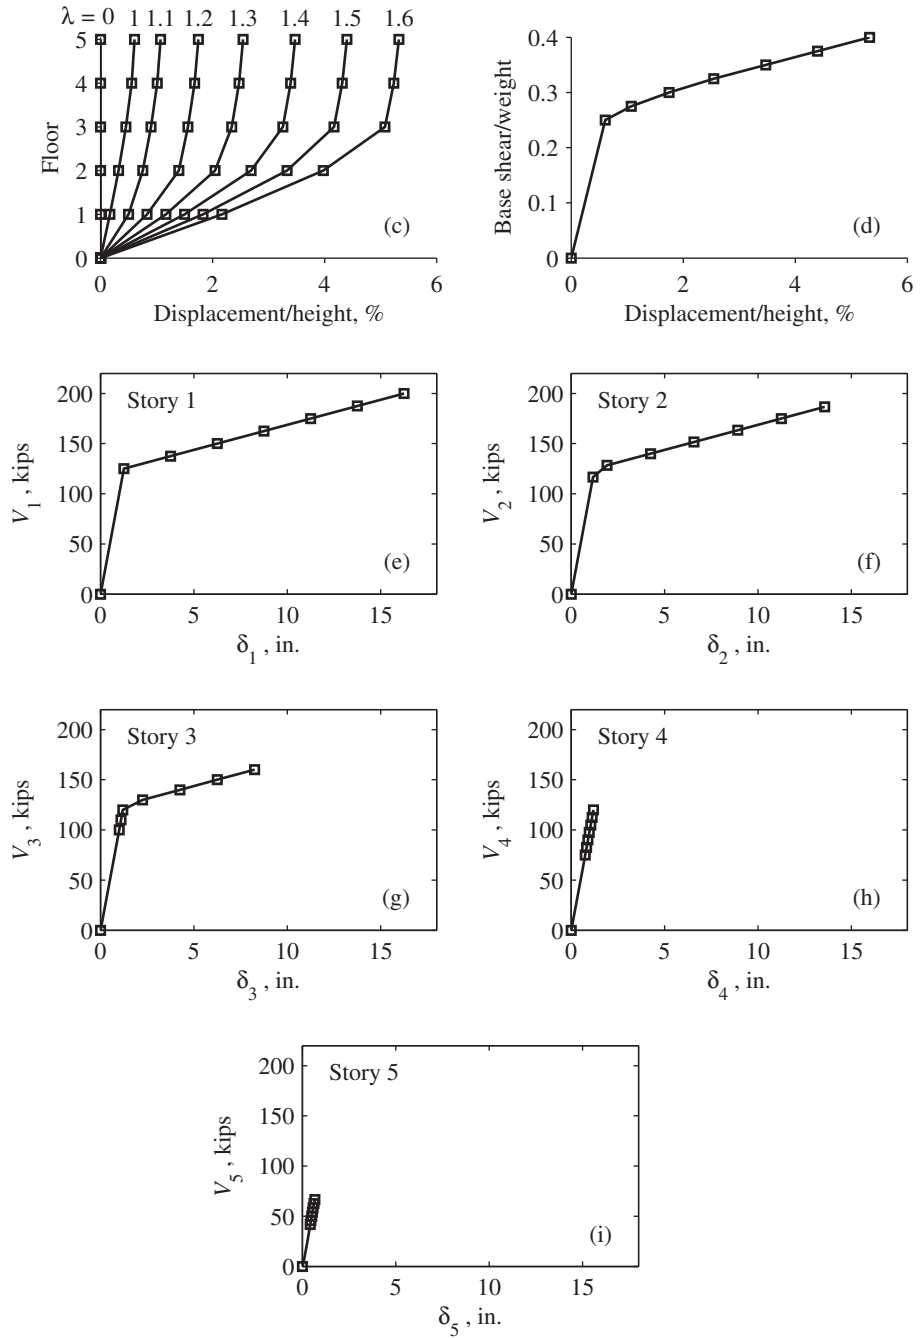 λ = 0 1 1.1 1.2 1.3 1.4 1.5 1.6
5
4
3
2
1
0
Floor
(c)
0 2 4 6
Displacement/height, %
0.4
0.3
0.2
0.1
0
Base shear/weight
(d)
0 2 4 6
Displacement/height, %
200
150
100
50
0
V1 , kips
Story 1
(e)
0 5 10 15
δ1 , in.
200
150
100
50
0
V2 , kips
Story 2
(f)
0 5 10 15
δ2 , in.
200
150
100
50
0
V3 , kips
Story 3
(g)
0 5 10 15
δ3 , in.
200
150
100
50
0
V4 , kips
Story 4
(h)
0 5 10 15
δ4 , in.
200
150
100
50
0
V5 , kips
Story 5
(i)
0 5 10 15
δ5 , in.